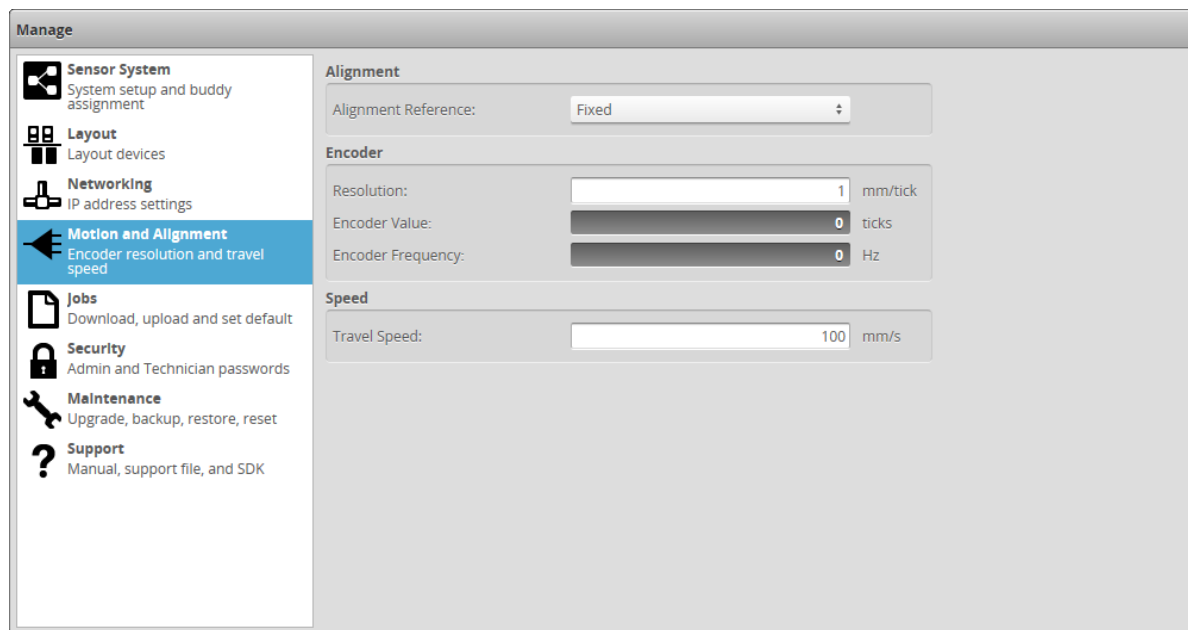 Manage
Sensor System
System setup and buddy
assignment
Layout
Layout devices
Networking
IP address settings
Motion and Alignment
Encoder resolution and travel
speed
Jobs
Download, upload and set default
Security
Admin and Technician passwords
Maintenance
Upgrade, backup, restore, reset
Support
Manual, support file, and SDK
Alignment
Alignment Reference: Fixed
Encoder
Resolution: 1 mm/tick
Encoder Value: 0 ticks
Encoder Frequency: 0 Hz
Speed
Travel Speed: 100 mm/s